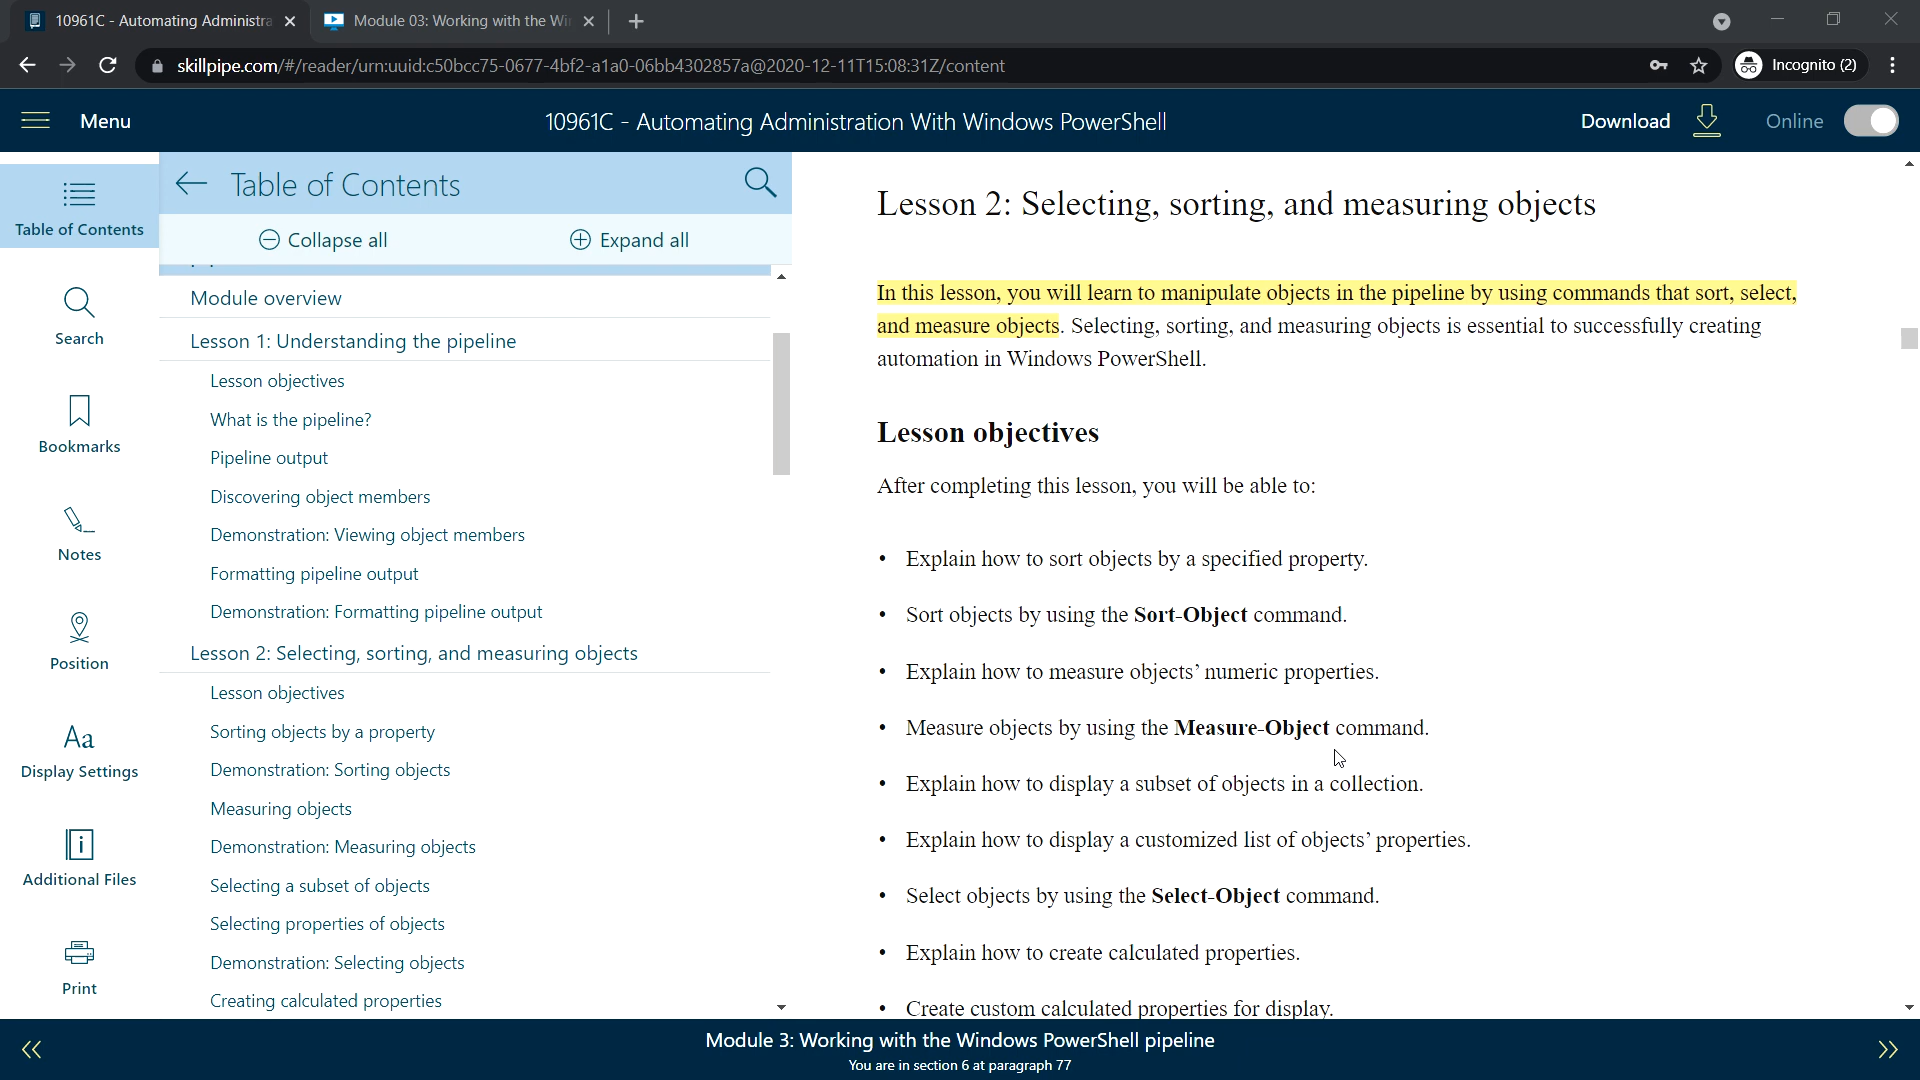 10961C - Automating Administra
Module 03: Working with the Wi
skillpipe.com/#/reader/urn:uuid:c50bcc75-0677-4bf2-a1a0-06bb4302857a@2020-12-11T15:08:31Z/content
Incognito (2)
Menu
10961C - Automating Administration With Windows PowerShell
Download
Online
Table of Contents
Search
Bookmarks
Notes
Position
Aa
Display Settings
Additional Files
Print
Table of Contents
Collapse all
Expand all
Module overview
Lesson 1: Understanding the pipeline
Lesson objectives
What is the pipeline?
Pipeline output
Discovering object members
Demonstration: Viewing object members
Formatting pipeline output
Demonstration: Formatting pipeline output
Lesson 2: Selecting, sorting, and measuring objects
Lesson objectives
Sorting objects by a property
Demonstration: Sorting objects
Measuring objects
Demonstration: Measuring objects
Selecting a subset of objects
Selecting properties of objects
Demonstration: Selecting objects
Creating calculated properties
Lesson 2: Selecting, sorting, and measuring objects
In this lesson, you will learn to manipulate objects in the pipeline by using commands that sort, select,
and measure objects. Selecting, sorting, and measuring objects is essential to successfully creating
automation in Windows PowerShell.
Lesson objectives
After completing this lesson, you will be able to:
• Explain how to sort objects by a specified property.
• Sort objects by using the Sort-Object command.
• Explain how to measure objects’ numeric properties.
• Measure objects by using the Measure-Object command.
• Explain how to display a subset of objects in a collection.
• Explain how to display a customized list of objects’ properties.
• Select objects by using the Select-Object command.
• Explain how to create calculated properties.
• Create custom calculated properties for display.
Module 3: Working with the Windows PowerShell pipeline
You are in section 6 at paragraph 77